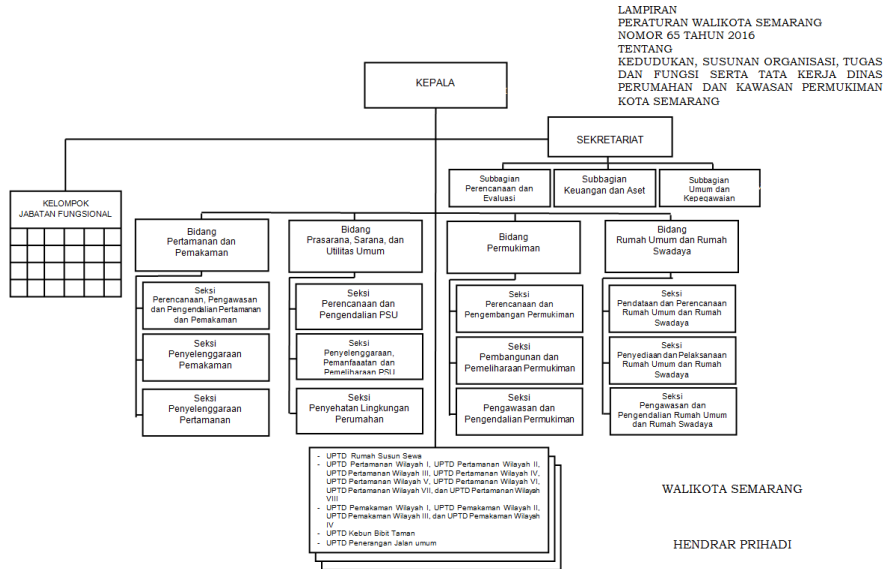 LAMPIRAN
PERATURAN WALIKOTA SEMARANG
NOMOR 65 TAHUN 2016
TENTANG
KEDUDUKAN, SUSUNAN ORGANISASI, TUGAS
DAN FUNGSI SERTA TATA KERJA DINAS
PERUMAHAN DAN KAWASAN PERMUKIMAN
KOTA SEMARANG
KEPALA
SEKRETARIAT
Subbagian
Perencanaan dan
Evaluasi
Subbagian
Keuangan dan Aset
Subbagian
Umum dan
Kepegawaian
KELOMPOK
JABATAN FUNGSIONAL
Bidang
Pertamanan dan
Pemakaman
Bidang
Prasarana, Sarana, dan
Utilitas Umum
Bidang
Permukiman
Bidang
Rumah Umum dan Rumah
Swadaya
Seksi
Perencanaan, Pengawasan
dan Pengendalian Pertamanan
dan Pemakaman
Seksi
Perencanaan dan
Pengendalian PSU
Seksi
Perencanaan dan
Pengembangan Permukiman
Seksi
Pendataan dan Perencanaan
Rumah Umum dan Rumah
Swadaya
Seksi
Penyelenggaraan
Pemakaman
Seksi
Penyelenggaraan,
Pemanfaaatan dan
Pemeliharaan PSU
Seksi
Pembangunan dan
Pemeliharaan Permukiman
Seksi
Penyediaan dan Pelaksanaan
Rumah Umum dan Rumah
Swadaya
Seksi
Penyelenggaraan
Pertamanan
Seksi
Penyehatan Lingkungan
Perumahan
Seksi
Pengawasan dan
Pengendalian Permukiman
Seksi
Pengawasan dan
Pengendalian Rumah Umum
dan Rumah Swadaya
- UPTD Rumah Susun Sewa
- UPTD Pertamanan Wilayah I, UPTD Pertamanan Wilayah II,
UPTD Pertamanan Wilayah III, UPTD Pertamanan Wilayah IV,
UPTD Pertamanan Wilayah V, UPTD Pertamanan Wilayah VI,
UPTD Pertamanan Wilayah VII, dan UPTD Pertamanan Wilayah
VIII
- UPTD Pemakaman Wilayah I, UPTD Pemakaman Wilayah II,
UPTD Pemakaman Wilayah III, dan UPTD Pemakaman Wilayah
IV
- UPTD Kebun Bibit Taman
- UPTD Penerangan Jalan umum
WALIKOTA SEMARANG
HENDRAR PRIHADI